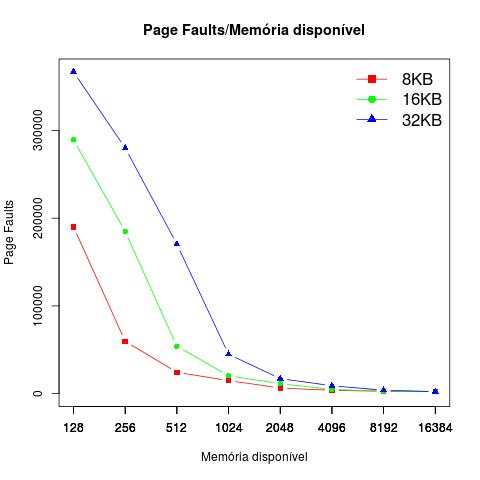 Page Faults/Memória disponível
8KB
16KB
32KB
Page Faults
300000
200000
100000
0
128 256 512 1024 2048 4096 8192 16384
Memória disponível